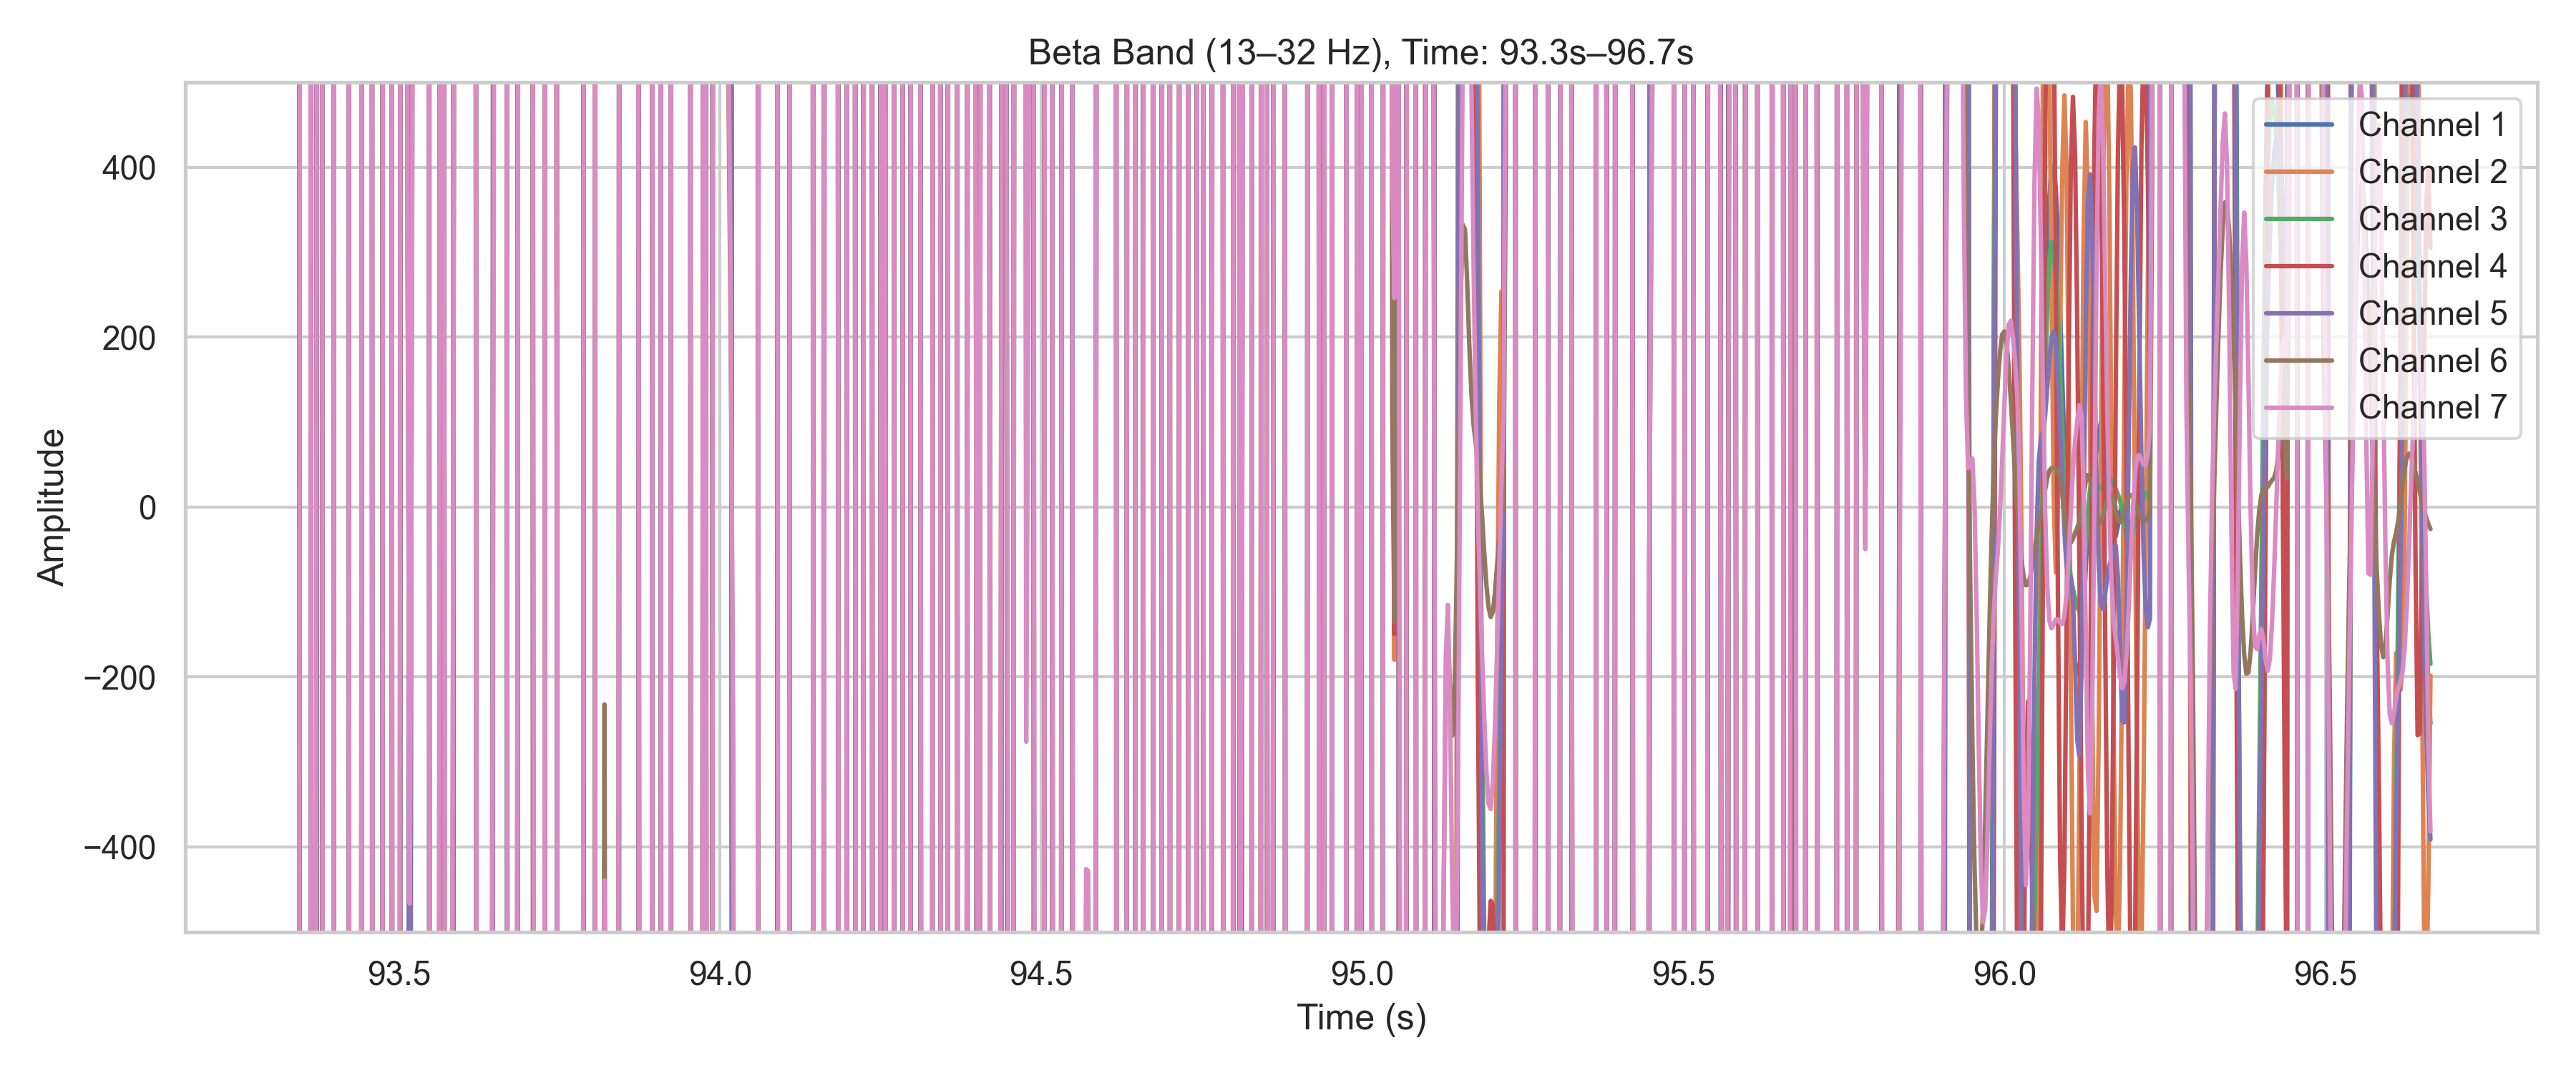 Beta Band (13–32 Hz), Time: 93.3s–96.7s
Amplitude
400
200
0
−200
−400
93.5
94.0
94.5
95.0
95.5
96.0
96.5
Time (s)
Channel 1
Channel 2
Channel 3
Channel 4
Channel 5
Channel 6
Channel 7